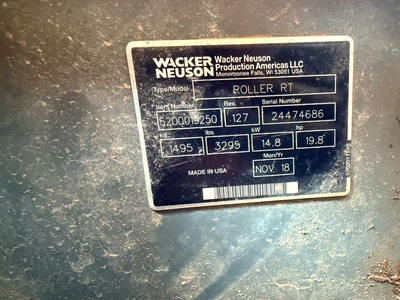 WACKER NEUSON
Wacker Neuson
Production Americas LLC
Menomonee Falls, WI 53051 USA
Type/Model
ROLLER RT
Item Number Rev. Serial Number
5200019250 127 24474686
kg lbs kW hp
1495 3295 14.8 19.8
Mon/Yr
MADE IN USA NOV 18